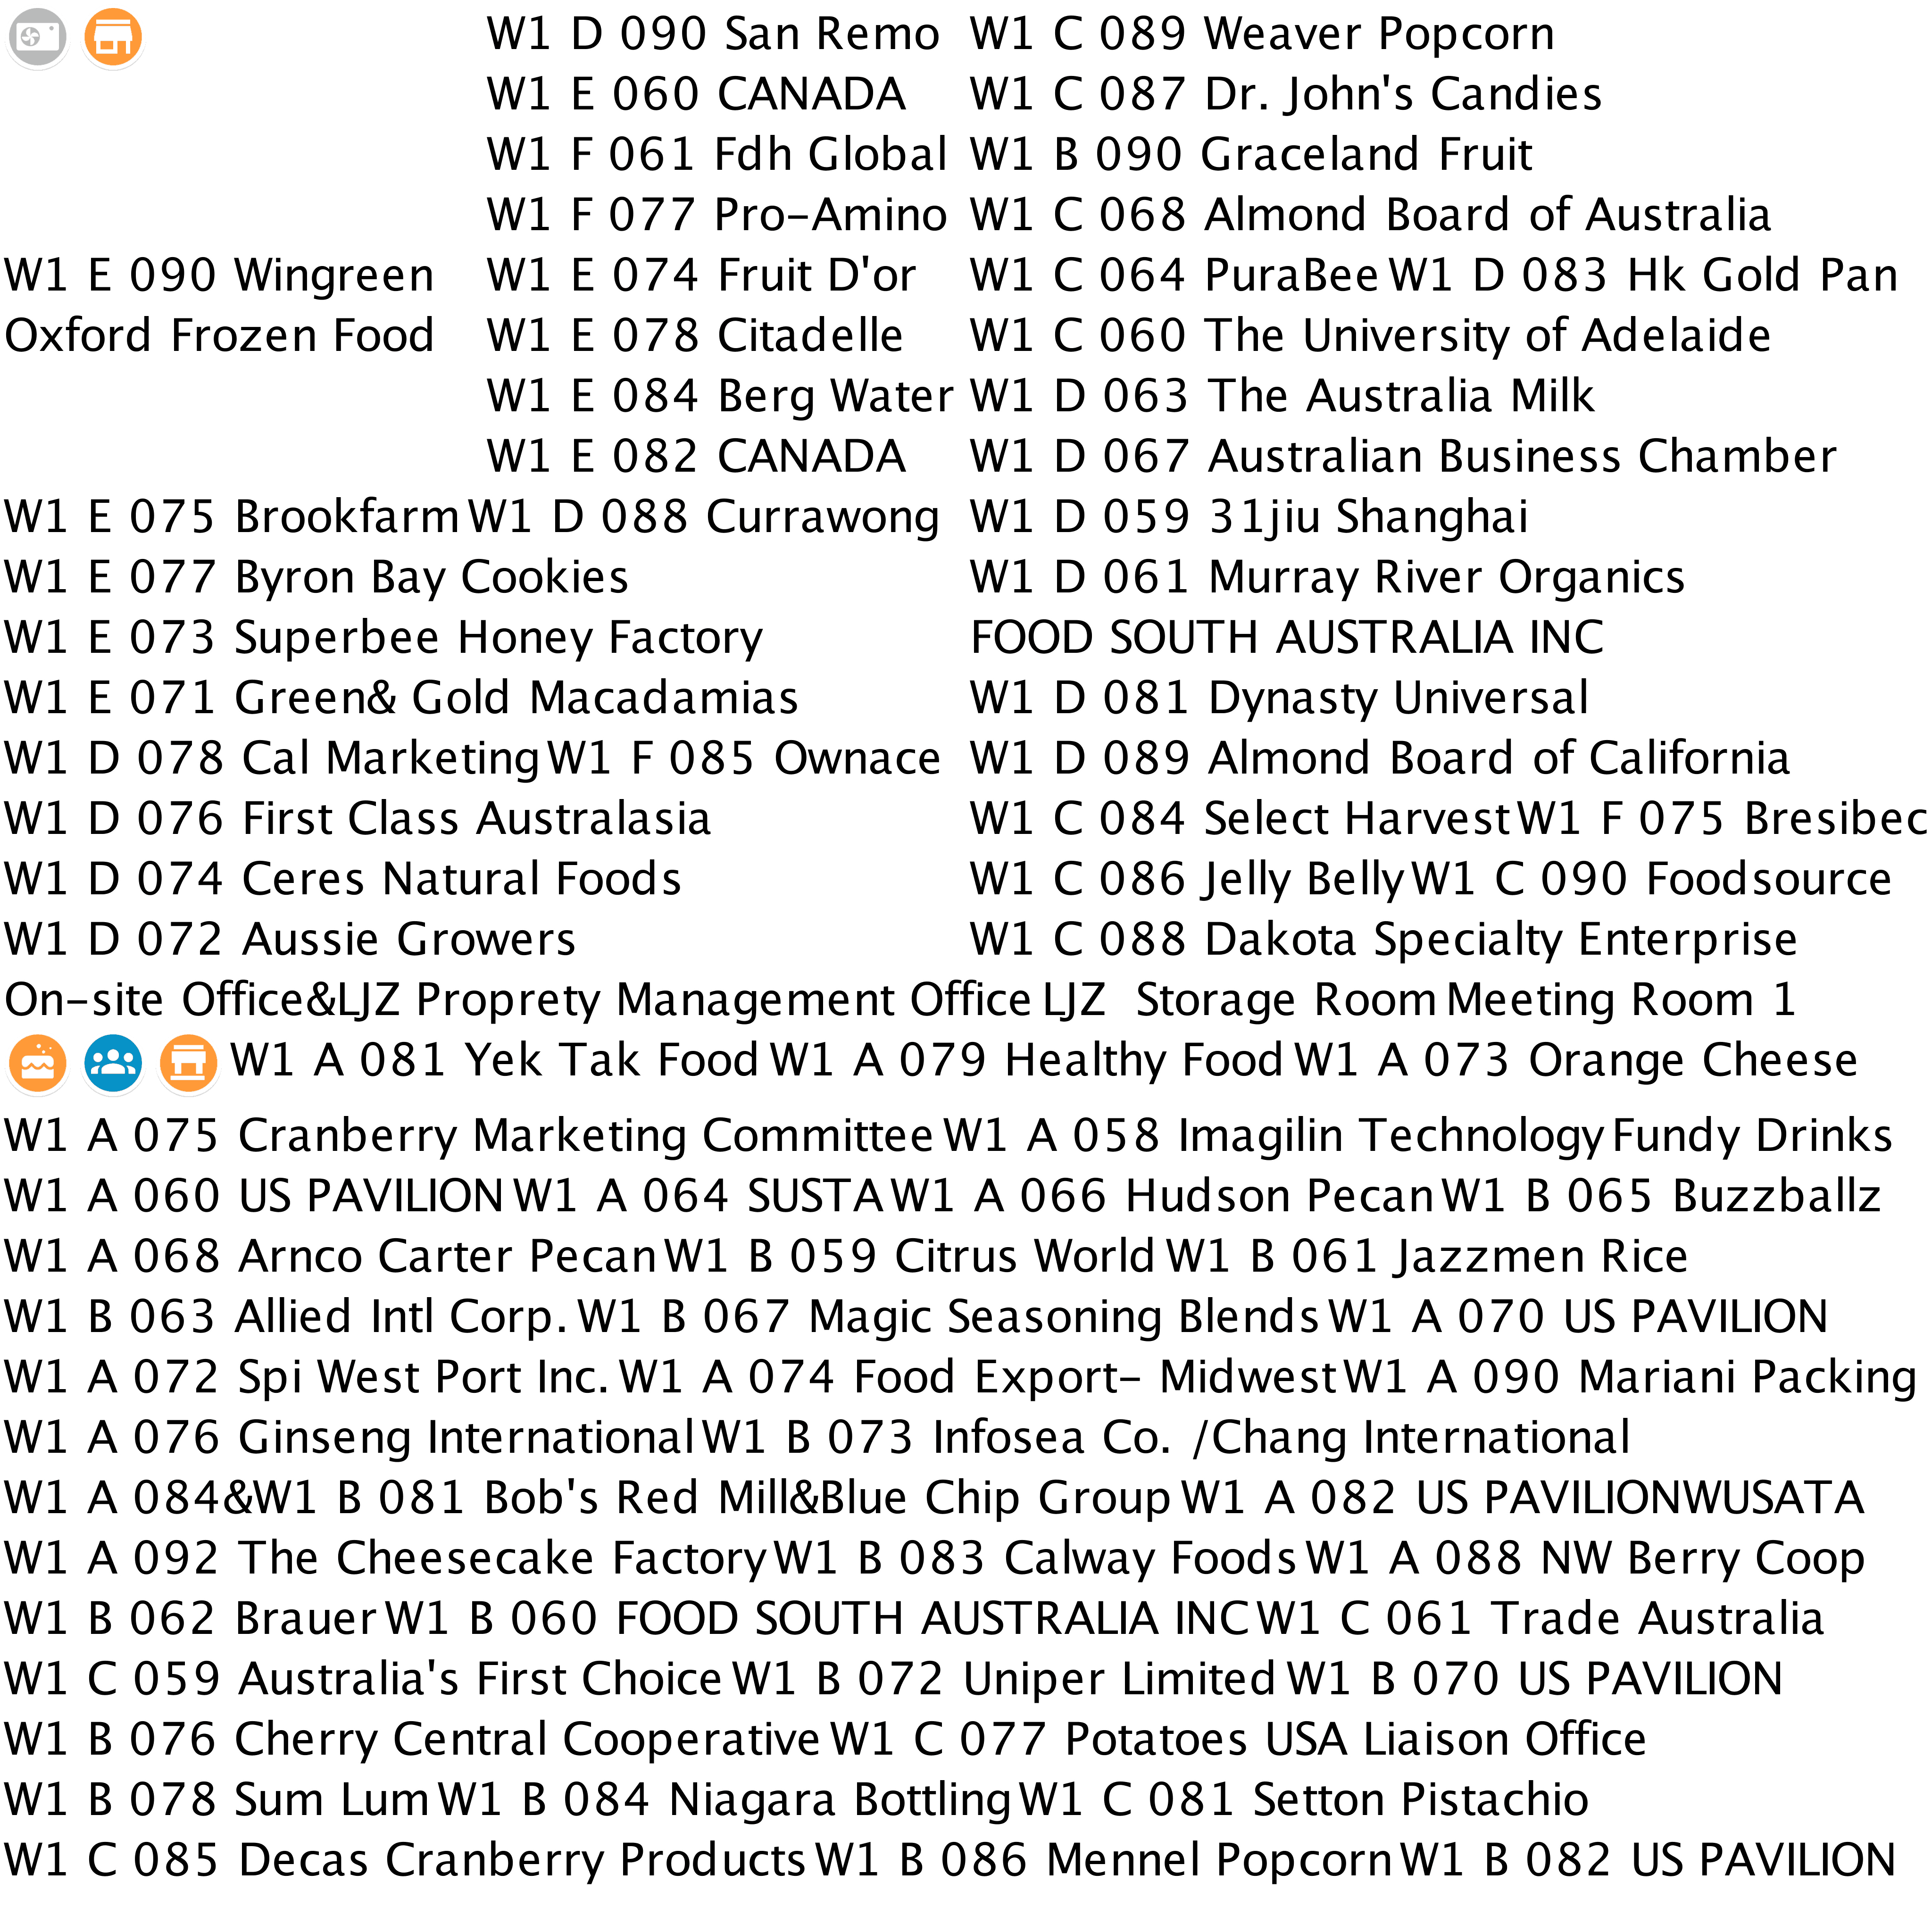 W1 D 090 San Remo W1 C 089 Weaver Popcorn
W1 E 060 CANADA W1 C 087 Dr. John's Candies
W1 F 061 Fdh Global W1 B 090 Graceland Fruit
W1 F 077 Pro-Amino W1 C 068 Almond Board of Australia
W1 E 090 Wingreen W1 E 074 Fruit D'or W1 C 064 PuraBee W1 D 083 Hk Gold Pan
Oxford Frozen Food W1 E 078 Citadelle W1 C 060 The University of Adelaide
W1 E 084 Berg Water W1 D 063 The Australia Milk
W1 E 082 CANADA W1 D 067 Australian Business Chamber
W1 E 075 Brookfarm W1 D 088 Currawong W1 D 059 31jiu Shanghai
W1 E 077 Byron Bay Cookies W1 D 061 Murray River Organics
W1 E 073 Superbee Honey Factory FOOD SOUTH AUSTRALIA INC
W1 E 071 Green& Gold Macadamias W1 D 081 Dynasty Universal
W1 D 078 Cal Marketing W1 F 085 Ownace W1 D 089 Almond Board of California
W1 D 076 First Class Australasia W1 C 084 Select Harvest W1 F 075 Bresibec
W1 D 074 Ceres Natural Foods W1 C 086 Jelly Belly W1 C 090 Foodsource
W1 D 072 Aussie Growers W1 C 088 Dakota Specialty Enterprise
On-site Office&LJZ Proprety Management Office LJZ Storage Room Meeting Room 1
W1 A 081 Yek Tak Food W1 A 079 Healthy Food W1 A 073 Orange Cheese
W1 A 075 Cranberry Marketing Committee W1 A 058 Imagilin Technology Fundy Drinks
W1 A 060 US PAVILION W1 A 064 SUSTA W1 A 066 Hudson Pecan W1 B 065 Buzzballz
W1 A 068 Arnco Carter Pecan W1 B 059 Citrus World W1 B 061 Jazzmen Rice
W1 B 063 Allied Intl Corp. W1 B 067 Magic Seasoning Blends W1 A 070 US PAVILION
W1 A 072 Spi West Port Inc. W1 A 074 Food Export- Midwest W1 A 090 Mariani Packing
W1 A 076 Ginseng International W1 B 073 Infosea Co. /Chang International
W1 A 084&W1 B 081 Bob's Red Mill&Blue Chip Group W1 A 082 US PAVILIONWUSATA
W1 A 092 The Cheesecake Factory W1 B 083 Calway Foods W1 A 088 NW Berry Coop
W1 B 062 Brauer W1 B 060 FOOD SOUTH AUSTRALIA INC W1 C 061 Trade Australia
W1 C 059 Australia's First Choice W1 B 072 Uniper Limited W1 B 070 US PAVILION
W1 B 076 Cherry Central Cooperative W1 C 077 Potatoes USA Liaison Office
W1 B 078 Sum Lum W1 B 084 Niagara Bottling W1 C 081 Setton Pistachio
W1 C 085 Decas Cranberry Products W1 B 086 Mennel Popcorn W1 B 082 US PAVILION